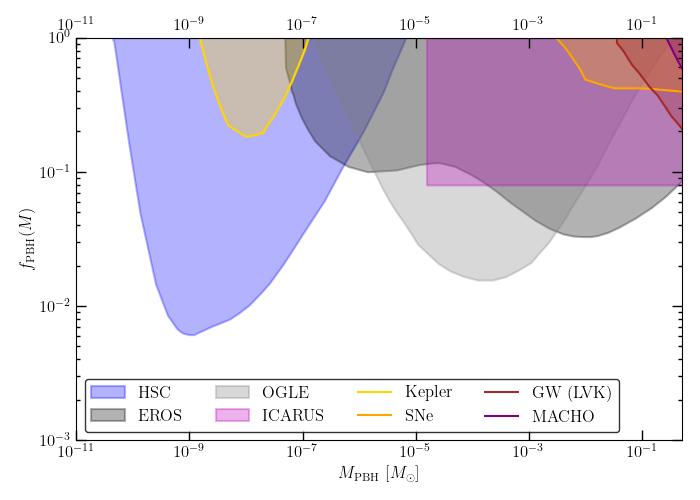 10⁻¹¹ 10⁻⁹ 10⁻⁷ 10⁻⁵ 10⁻³ 10⁻¹
10⁰
10⁻¹
f_PBH(M)
10⁻²
HSC OGLE Kepler GW (LVK)
EROS ICARUS SNe MACHO
10⁻³
10⁻¹¹ 10⁻⁹ 10⁻⁷ 10⁻⁵ 10⁻³ 10⁻¹
M_PBH [M_⊙]